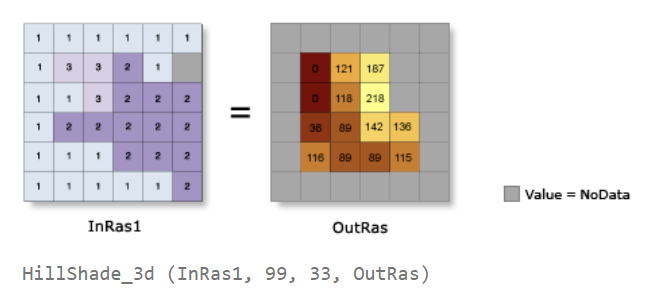 1 1 1 1 1 1
1 3 3 2 1
1 1 3 2 2 2
1 2 2 2 2 2
1 1 1 2 2 2
1 1 1 1 1 2
=
0 121 187
0 118 218
36 89 142 136
116 89 89 115
Value = NoData
InRas1
OutRas
HillShade_3d (InRas1, 99, 33, OutRas)